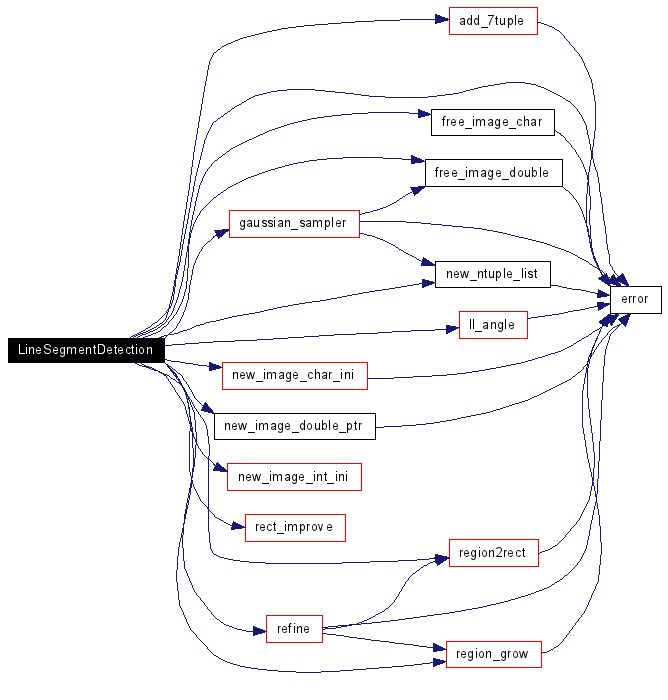 add_7tuple
free_image_char
free_image_double
gaussian_sampler
new_ntuple_list
error
ll_angle
LineSegmentDetection
new_image_char_ini
new_image_double_ptr
new_image_int_ini
rect_improve
region2rect
refine
region_grow